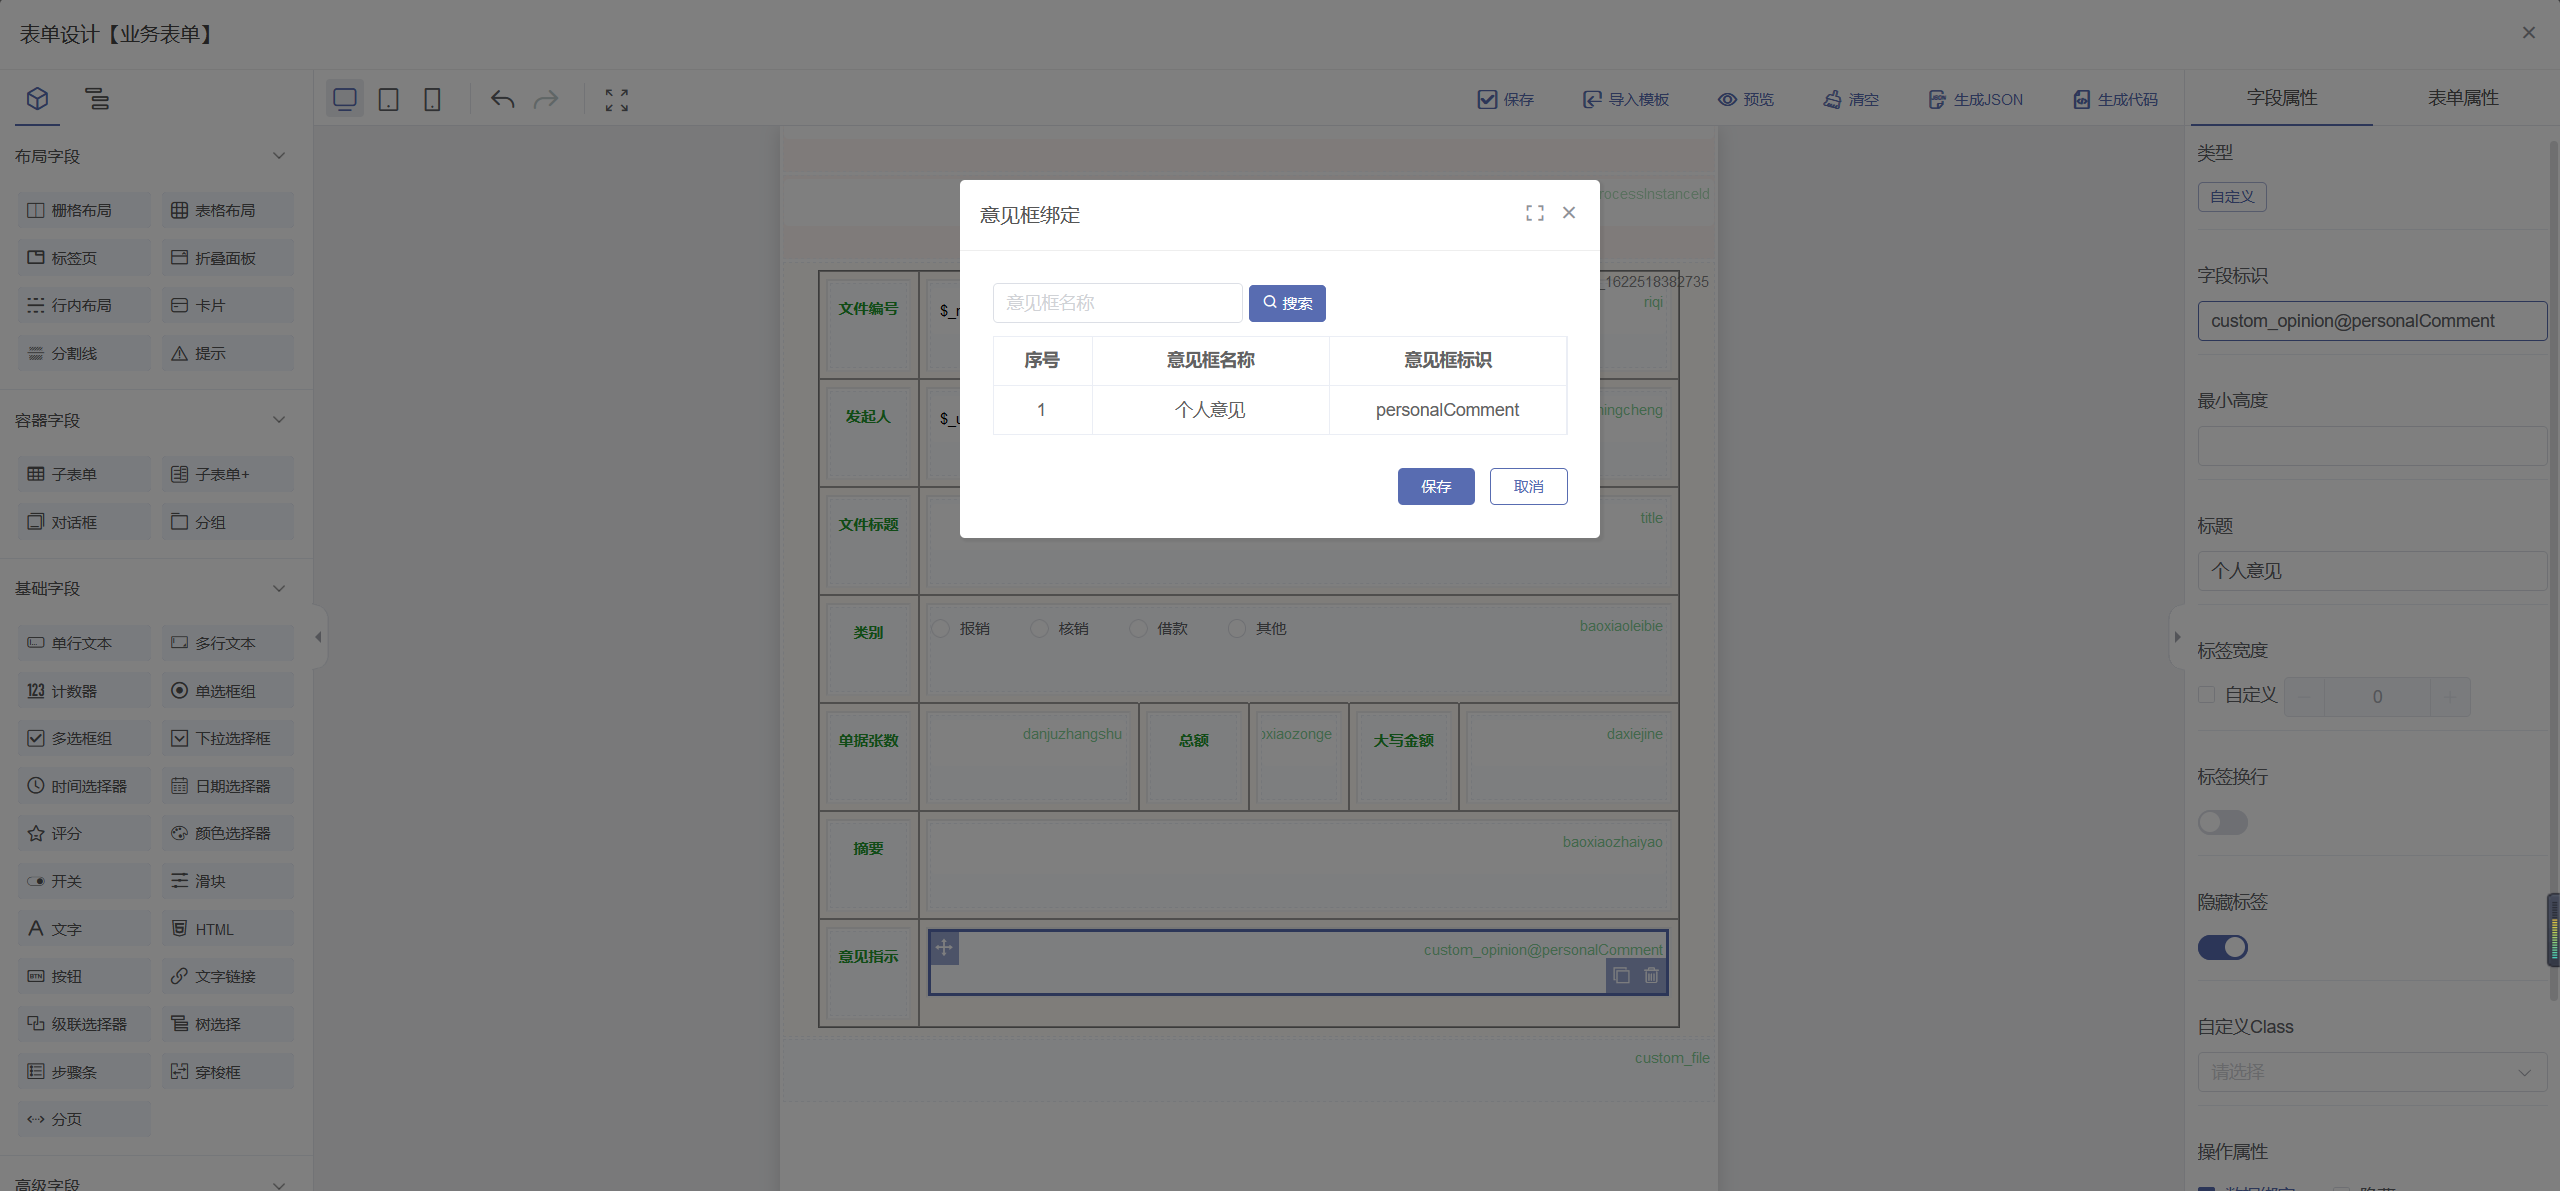 表单设计【业务表单】
保存
导入模板
预览
清空
生成JSON
生成代码
字段属性
表单属性
布局字段
栅格布局
表格布局
标签页
折叠面板
行内布局
卡片
分割线
提示
容器字段
子表单
子表单+
对话框
分组
基础字段
单行文本
多行文本
计数器
单选框组
多选框组
下拉选择框
时间选择器
日期选择器
评分
颜色选择器
开关
滑块
文字
HTML
按钮
文字链接
级联选择器
树选择
步骤条
穿梭框
分页
高级字段
rocessInstanceId
_1622518382735
文件编号
riqi
发起人
ningcheng
文件标题
title
类别
报销
核销
借款
其他
baoxiaoleibie
单据张数
danjuzhangshu
总额
oxiaozonge
大写金额
daxiejine
摘要
baoxiaozhaiyao
意见指示
custom_opinion@personalComment
custom_file
意见框绑定
意见框名称
搜索
序号 意见框名称 意见框标识
1 个人意见 personalComment
保存
取消
类型
自定义
字段标识
custom_opinion@personalComment
最小高度
标题
个人意见
标签宽度
自定义
0
标签换行
隐藏标签
自定义Class
请选择
操作属性